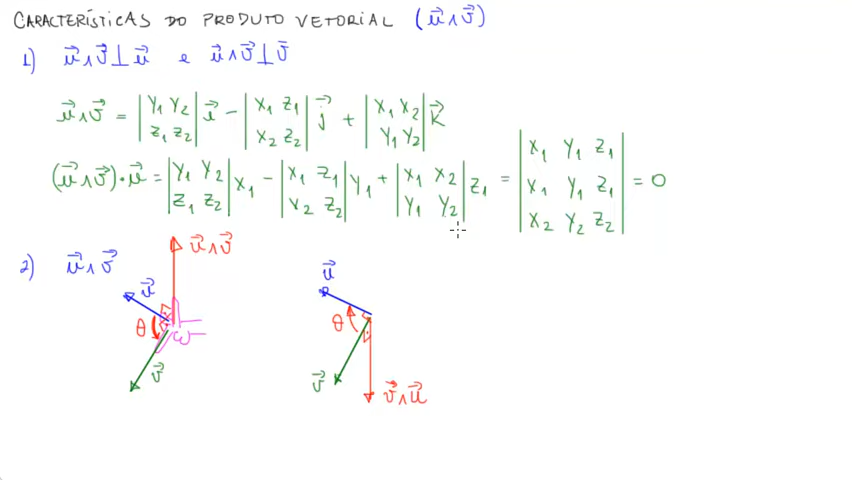 CARACTERÍSTICAS DO PRODUTO VETORIAL (u⃗ ∧ v⃗)
1) u⃗ ∧ v⃗ ⊥ u⃗ e u⃗ ∧ v⃗ ⊥ v⃗
u⃗ ∧ v⃗ = |Y₁ Y₂; Z₁ Z₂| i⃗ − |X₁ Z₁; X₂ Z₂| j⃗ + |X₁ X₂; Y₁ Y₂| K⃗
(u⃗ ∧ v⃗) · u⃗ = |Y₁ Y₂; Z₁ Z₂| X₁ − |X₁ Z₁; X₂ Z₂| Y₁ + |X₁ X₂; Y₁ Y₂| Z₁ = |X₁ Y₁ Z₁; X₁ Y₁ Z₁; X₂ Y₂ Z₂| = 0
2) u⃗ ∧ v⃗
u⃗ ∧ v⃗
u⃗
θ
v⃗
u⃗
θ
v⃗
v⃗ ∧ u⃗